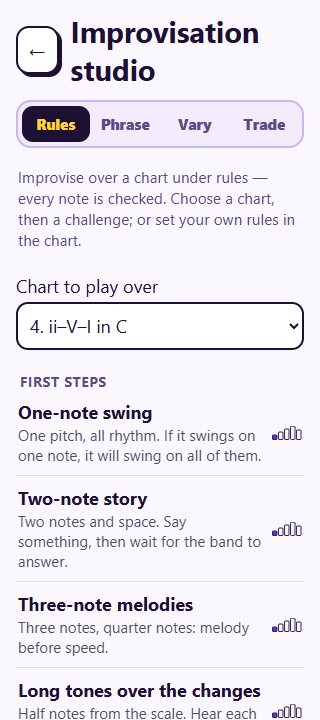 ←
Improvisation
studio
Rules Phrase Vary Trade
Improvise over a chart under rules —
every note is checked. Choose a chart,
then a challenge; or set your own rules in
the chart.
Chart to play over
4. ii–V–I in C
FIRST STEPS
One-note swing
One pitch, all rhythm. If it swings on
one note, it will swing on all of them.
Two-note story
Two notes and space. Say
something, then wait for the band to
answer.
Three-note melodies
Three notes, quarter notes: melody
before speed.
Long tones over the changes
Half notes from the scale. Hear each